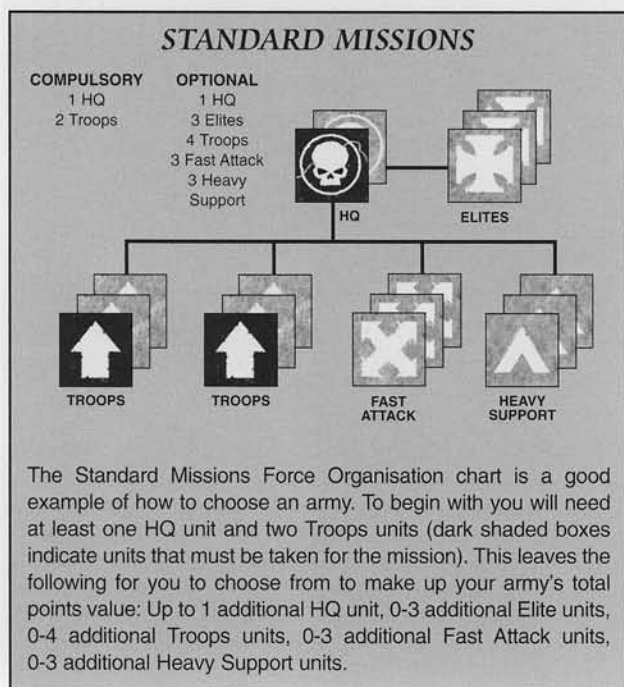 STANDARD MISSIONS
COMPULSORY
1 HQ
2 Troops
OPTIONAL
1 HQ
3 Elites
4 Troops
3 Fast Attack
3 Heavy
Support
HQ
ELITES
TROOPS
TROOPS
FAST
ATTACK
HEAVY
SUPPORT
The Standard Missions Force Organisation chart is a good
example of how to choose an army. To begin with you will need
at least one HQ unit and two Troops units (dark shaded boxes
indicate units that must be taken for the mission). This leaves the
following for you to choose from to make up your army's total
points value: Up to 1 additional HQ unit, 0-3 additional Elite units,
0-4 additional Troops units, 0-3 additional Fast Attack units,
0-3 additional Heavy Support units.